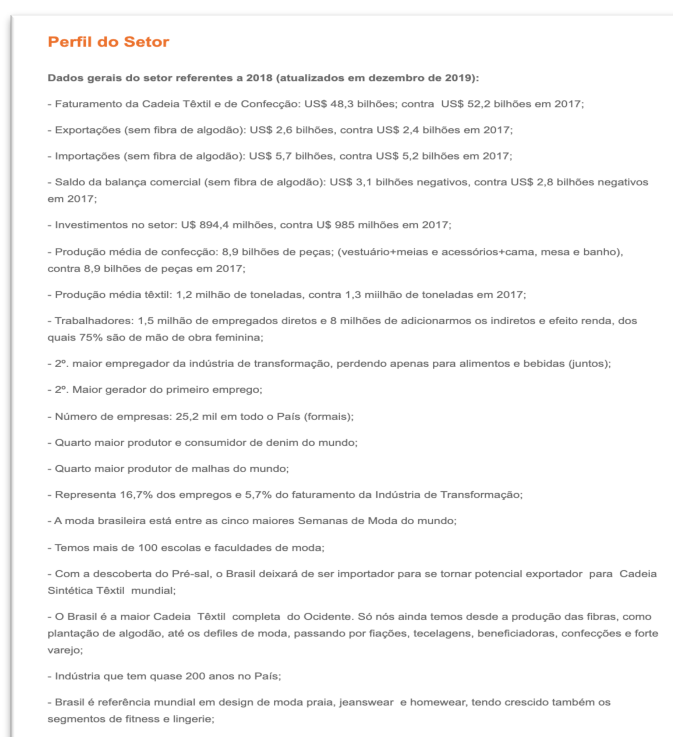 Perfil do Setor
Dados gerais do setor referentes a 2018 (atualizados em dezembro de 2019):
- Faturamento da Cadeia Têxtil e de Confecção: US$ 48,3 bilhões; contra  US$ 52,2 bilhões em 2017;
- Exportações (sem fibra de algodão): US$ 2,6 bilhões, contra US$ 2,4 bilhões em 2017;
- Importações (sem fibra de algodão): US$ 5,7 bilhões, contra US$ 5,2 bilhões em 2017;
- Saldo da balança comercial (sem fibra de algodão): US$ 3,1 bilhões negativos, contra US$ 2,8 bilhões negativos
em 2017;
- Investimentos no setor: U$ 894,4 milhões, contra U$ 985 milhões em 2017;
- Produção média de confecção: 8,9 bilhões de peças; (vestuário+meias e acessórios+cama, mesa e banho),
contra 8,9 bilhões de peças em 2017;
- Produção média têxtil: 1,2 milhão de toneladas, contra 1,3 miilhão de toneladas em 2017;
- Trabalhadores: 1,5 milhão de empregados diretos e 8 milhões de adicionarmos os indiretos e efeito renda, dos
quais 75% são de mão de obra feminina;
- 2º. maior empregador da indústria de transformação, perdendo apenas para alimentos e bebidas (juntos);
- 2º. Maior gerador do primeiro emprego;
- Número de empresas: 25,2 mil em todo o País (formais);
- Quarto maior produtor e consumidor de denim do mundo;
- Quarto maior produtor de malhas do mundo;
- Representa 16,7% dos empregos e 5,7% do faturamento da Indústria de Transformação;
- A moda brasileira está entre as cinco maiores Semanas de Moda do mundo;
- Temos mais de 100 escolas e faculdades de moda;
- Com a descoberta do Pré-sal, o Brasil deixará de ser importador para se tornar potencial exportador  para  Cadeia
Sintética Têxtil  mundial;
- O Brasil é a maior Cadeia  Têxtil  completa  do Ocidente. Só nós ainda temos desde a produção das fibras, como
plantação de algodão, até os defiles de moda, passando por fiações, tecelagens, beneficiadoras, confecções e forte
varejo;
- Indústria que tem quase 200 anos no País;
- Brasil é referência mundial em design de moda praia, jeanswear  e homewear, tendo crescido também os
segmentos de fitness e lingerie;